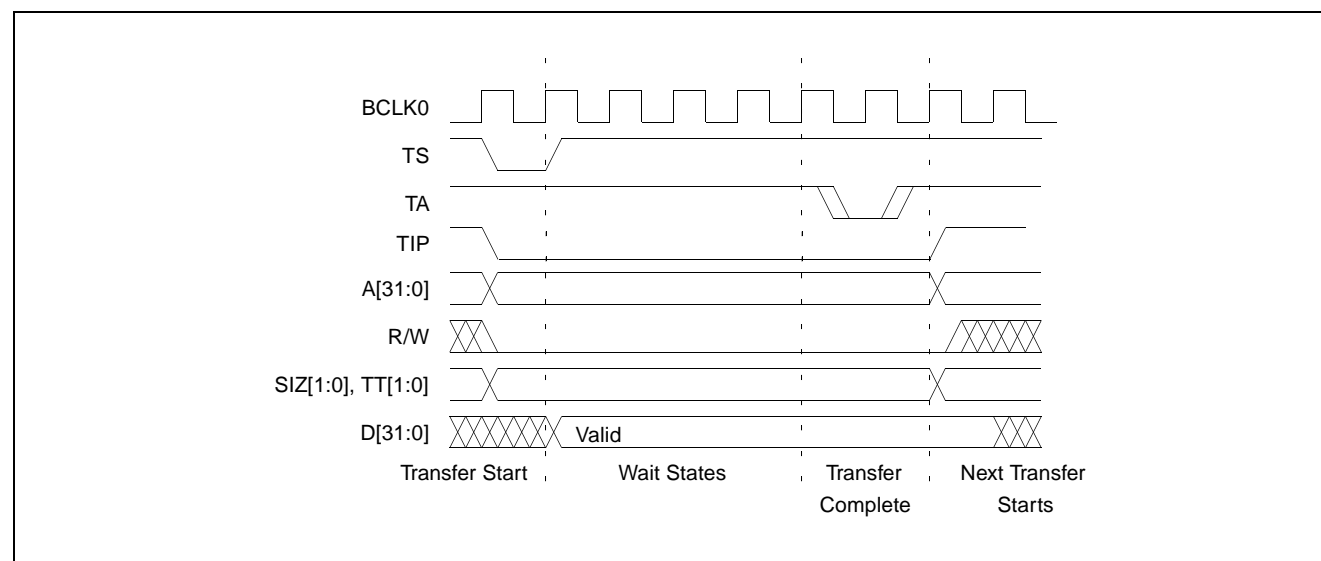 BCLK0
TS
TA
TIP
A[31:0]
R/W
SIZ[1:0], TT[1:0]
D[31:0]
Valid
Transfer Start
Wait States
Transfer
Complete
Next Transfer
Starts